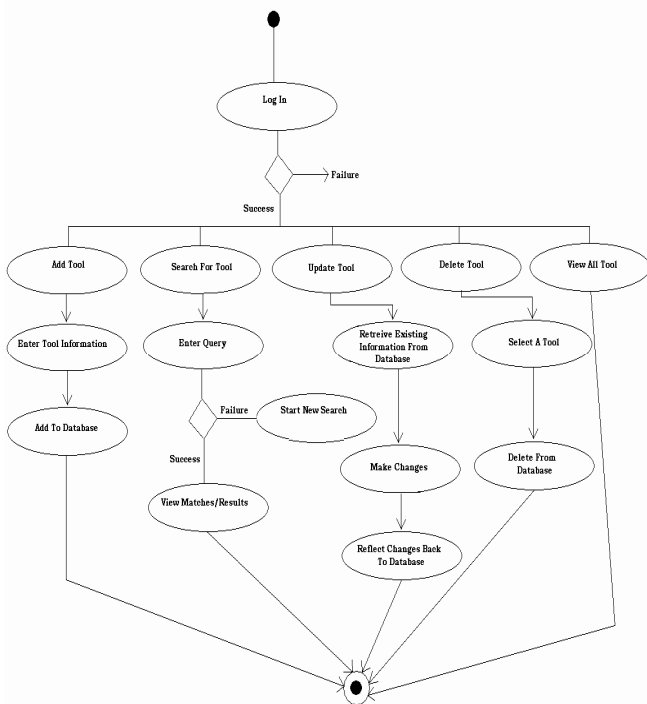 Log In
Failure
Success
Add Tool
Search For Tool
Update Tool
Delete Tool
View All Tool
Enter Tool Information
Enter Query
Retreive Existing
Information From
Database
Select A Tool
Failure
Start New Search
Add To Database
Success
Make Changes
Delete From
Database
View Matches/Results
Reflect Changes Back
To Database